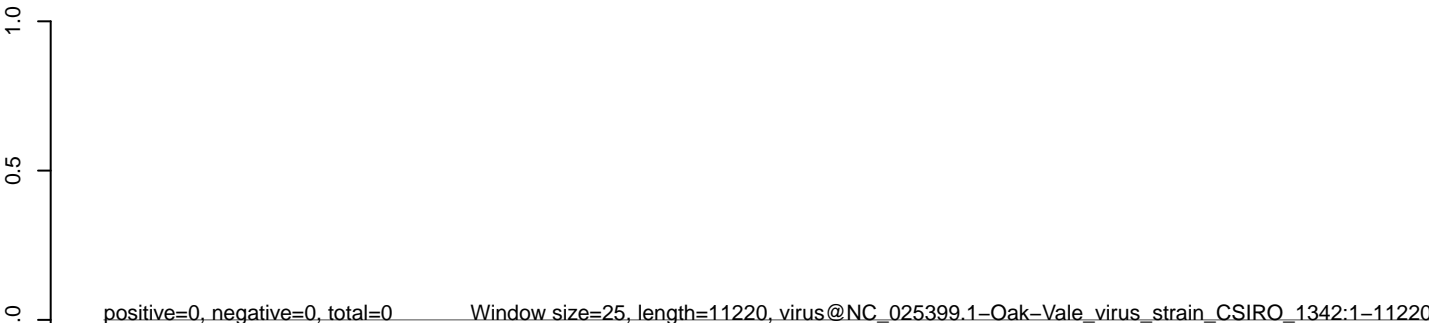 1.0
0.5
.0
positive=0, negative=0, total=0 Window size=25, length=11220, virus@NC_025399.1−Oak−Vale_virus_strain_CSIRO_1342:1−11220